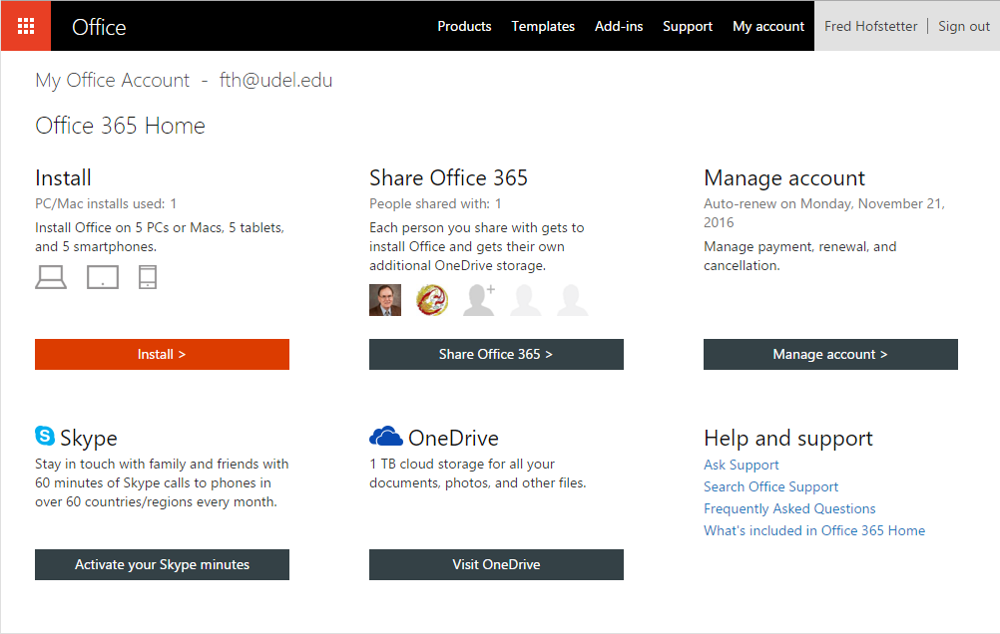 Office
Products Templates Add-ins Support My account Fred Hofstetter | Sign out
My Office Account - fth@udel.edu
Office 365 Home
Install
PC/Mac installs used: 1
Install Office on 5 PCs or Macs, 5 tablets,
and 5 smartphones.
Install >
Share Office 365
People shared with: 1
Each person you share with gets to
install Office and gets their own
additional OneDrive storage.
Share Office 365 >
Manage account
Auto-renew on Monday, November 21,
2016
Manage payment, renewal, and
cancellation.
Manage account >
Skype
Stay in touch with family and friends with
60 minutes of Skype calls to phones in
over 60 countries/regions every month.
Activate your Skype minutes
OneDrive
1 TB cloud storage for all your
documents, photos, and other files.
Visit OneDrive
Help and support
Ask Support
Search Office Support
Frequently Asked Questions
What's included in Office 365 Home